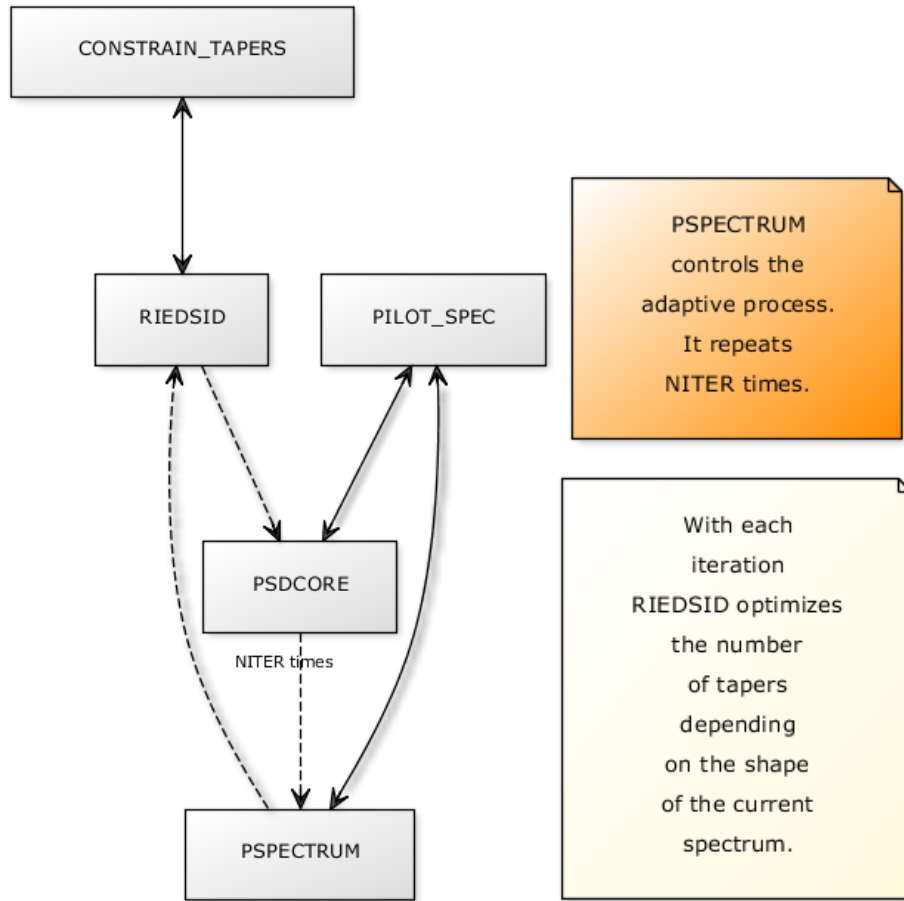 CONSTRAIN_TAPERS
RIEDSID
PILOT_SPEC
PSDCORE
NITER times
PSPECTRUM
PSPECTRUM
controls the
adaptive process.
It repeats
NITER times.
With each
iteration
RIEDSID optimizes
the number
of tapers
depending
on the shape
of the current
spectrum.